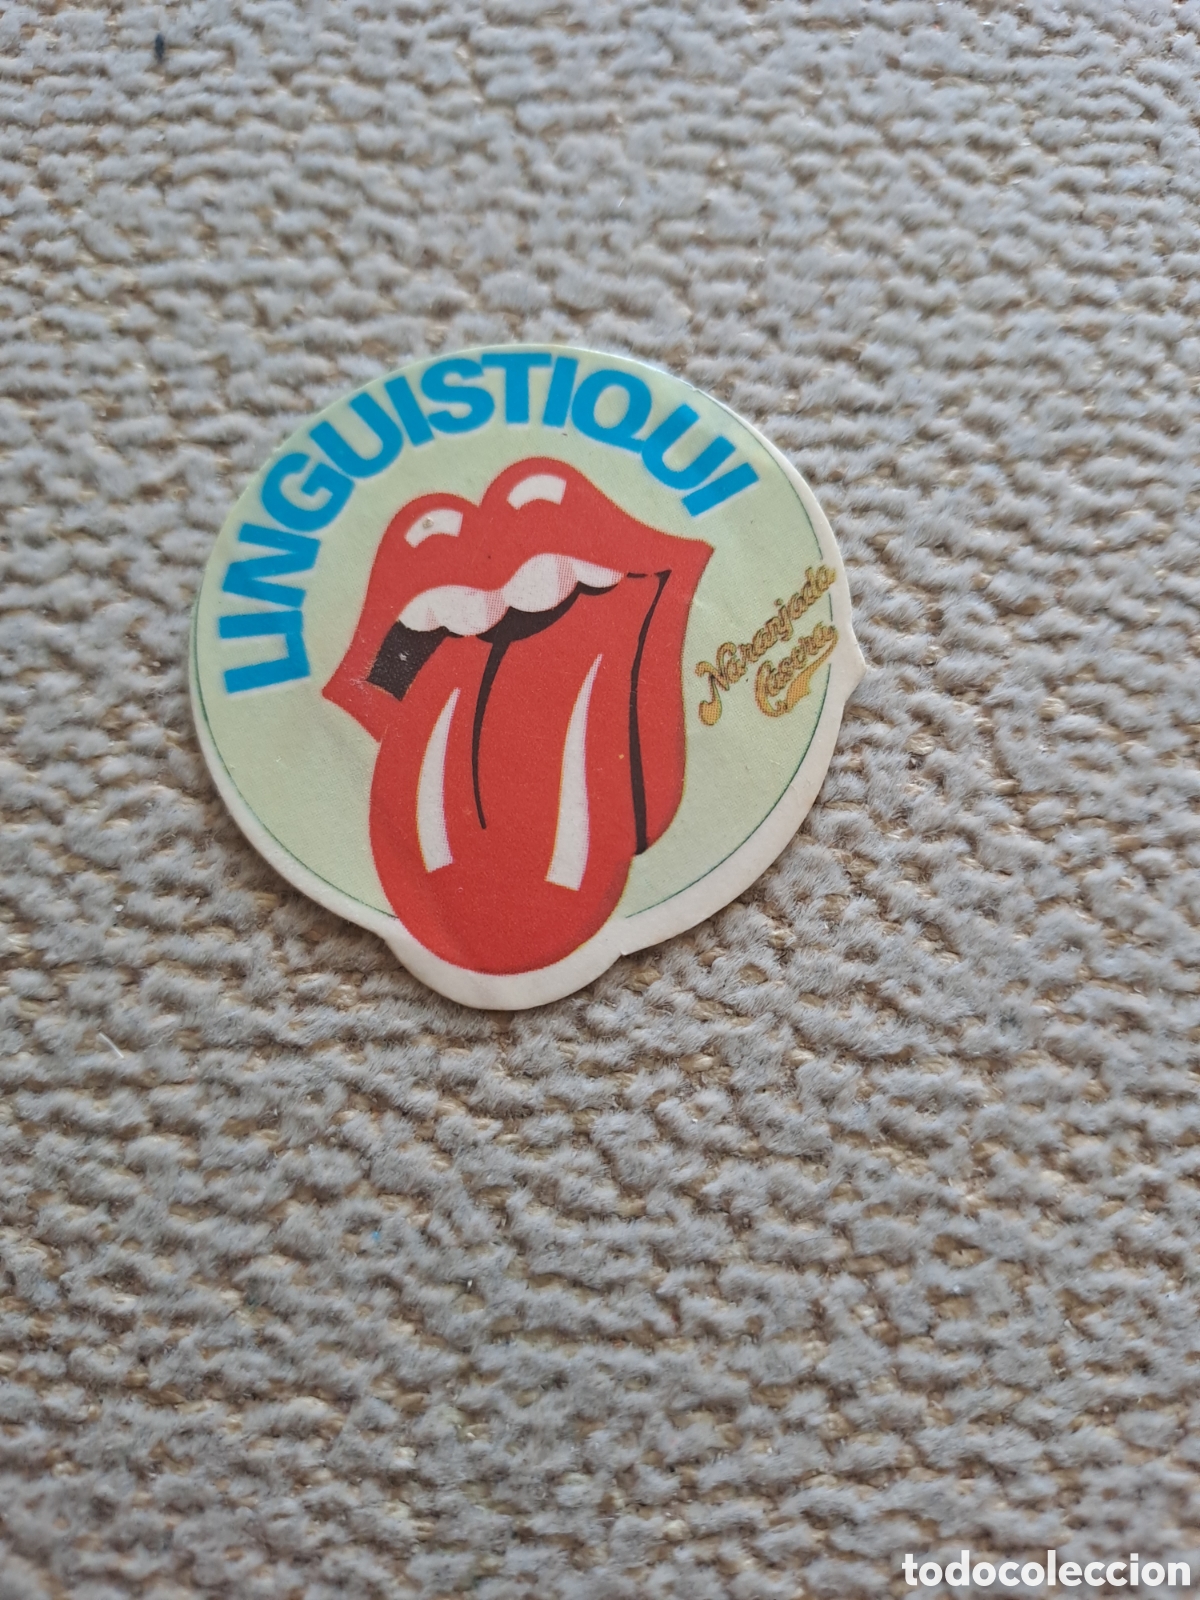 LINGUISTIQUI
Naranjada
Casera
todocoleccion